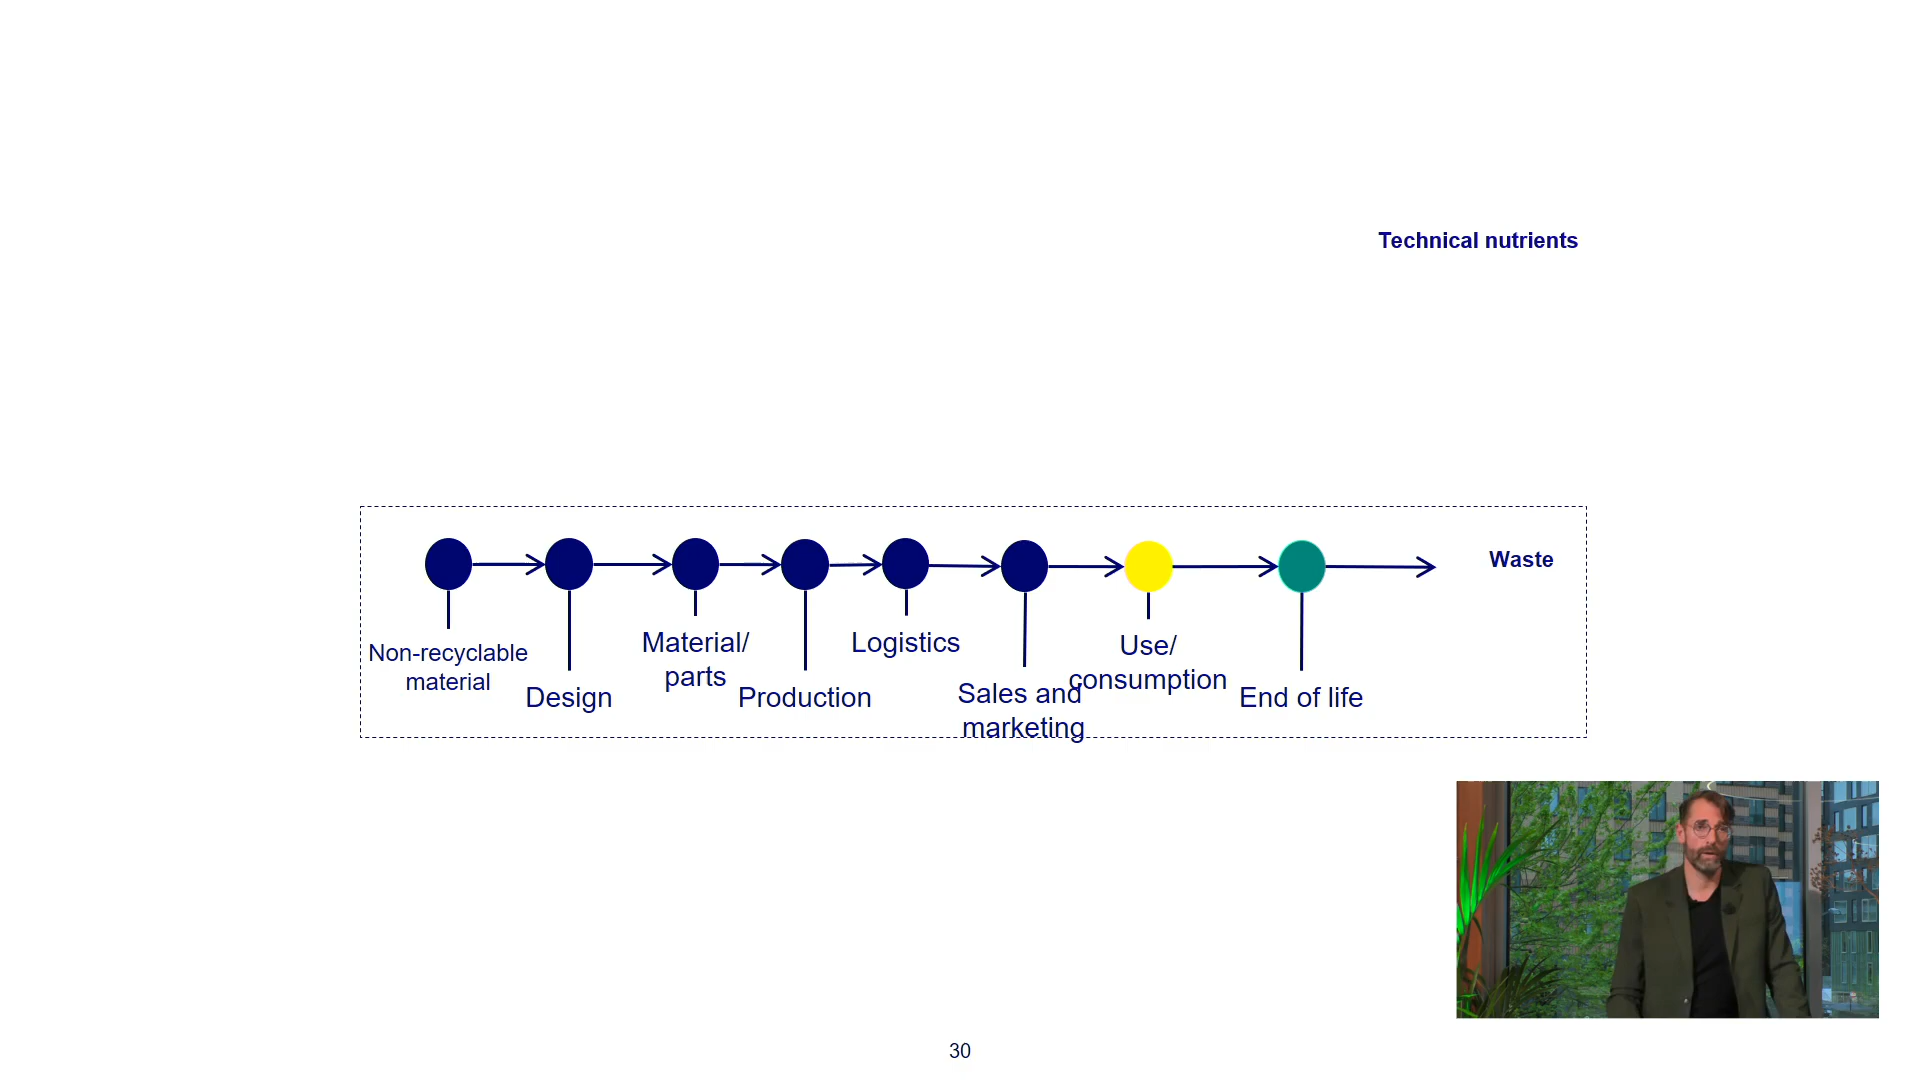 Technical nutrients
Waste
Non-recyclable
material
Design
Material/
parts
Production
Logistics
Sales and
marketing
Use/
consumption
End of life
30